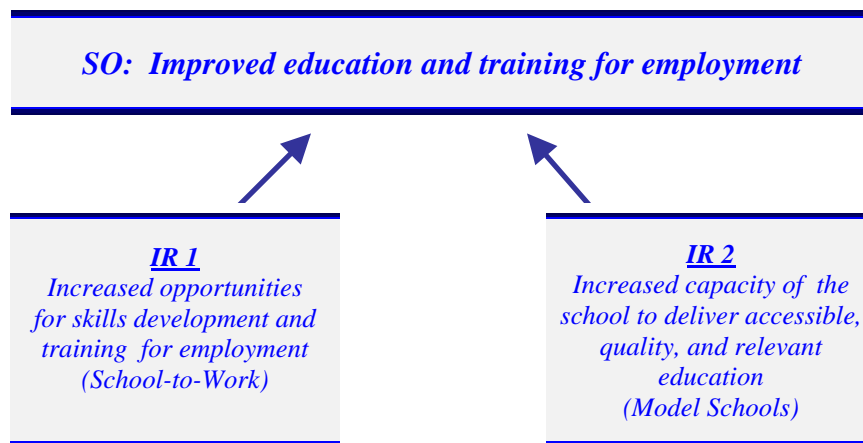 SO: Improved education and training for employment
IR 1
Increased opportunities
for skills development and
training for employment
(School-to-Work)
IR 2
Increased capacity of the
school to deliver accessible,
quality, and relevant
education
(Model Schools)